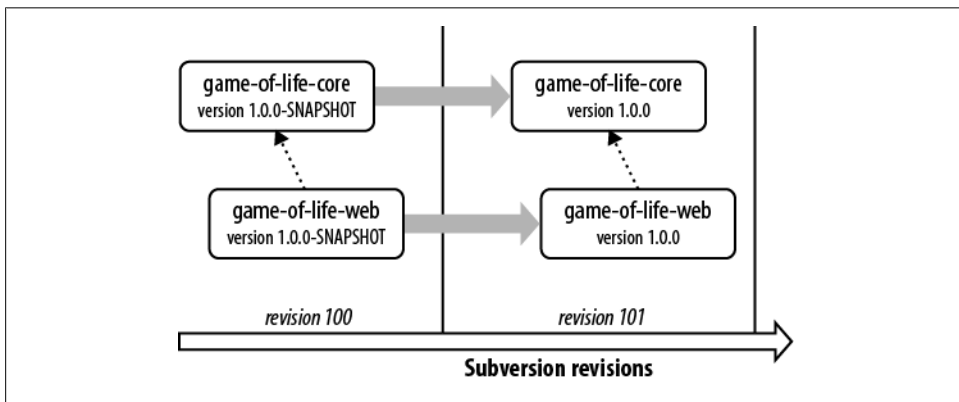 game-of-life-core
version 1.0.0-SNAPSHOT
game-of-life-core
version 1.0.0
game-of-life-web
version 1.0.0-SNAPSHOT
game-of-life-web
version 1.0.0
revision 100
revision 101
Subversion revisions